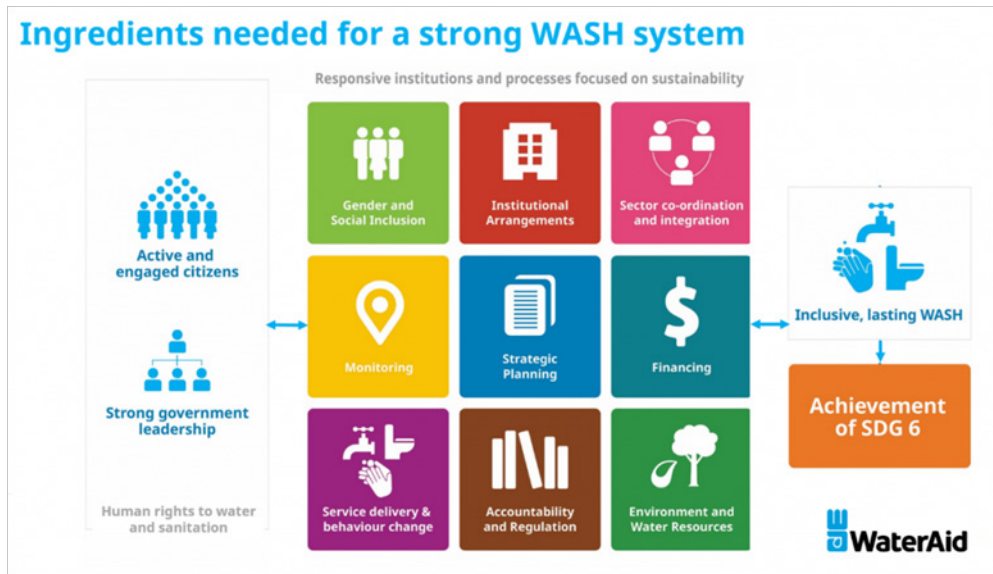 Ingredients needed for a strong WASH system
Responsive institutions and processes focused on sustainability
Active and
engaged citizens
Strong government
leadership
Human rights to water
and sanitation
Gender and
Social Inclusion
Institutional
Arrangements
Sector co-ordination
and integration
Monitoring
Strategic
Planning
$
Financing
Service delivery &
behaviour change
Accountability
and Regulation
Environment and
Water Resources
Inclusive, lasting WASH
Achievement
of SDG 6
WaterAid